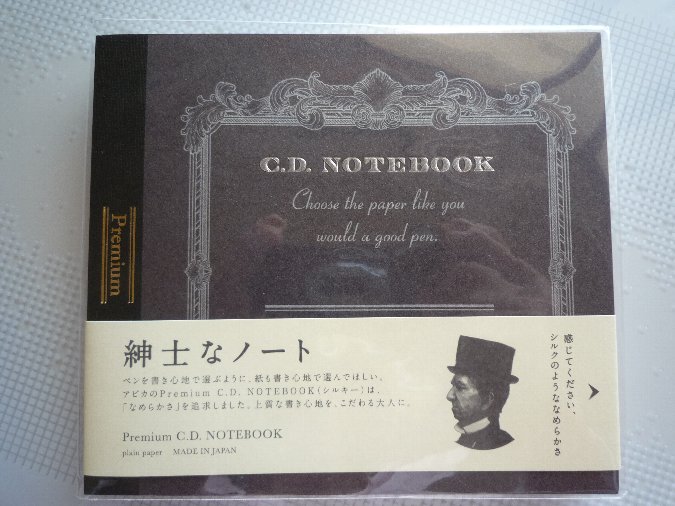 C.D. NOTEBOOK
Choose the paper like you
would a good pen.
Premium
紳士なノート
ペンを書き心地で選ぶように、紙も書き心地で選んでほしい。
アピカのPremium C.D. NOTEBOOK(シルキー)は、
「なめらかさ」を追求しました。上質な書き心地を、こだわる大人に。
Premium C.D. NOTEBOOK
plain paper MADE IN JAPAN
感じてください、
シルクのようななめらかさ